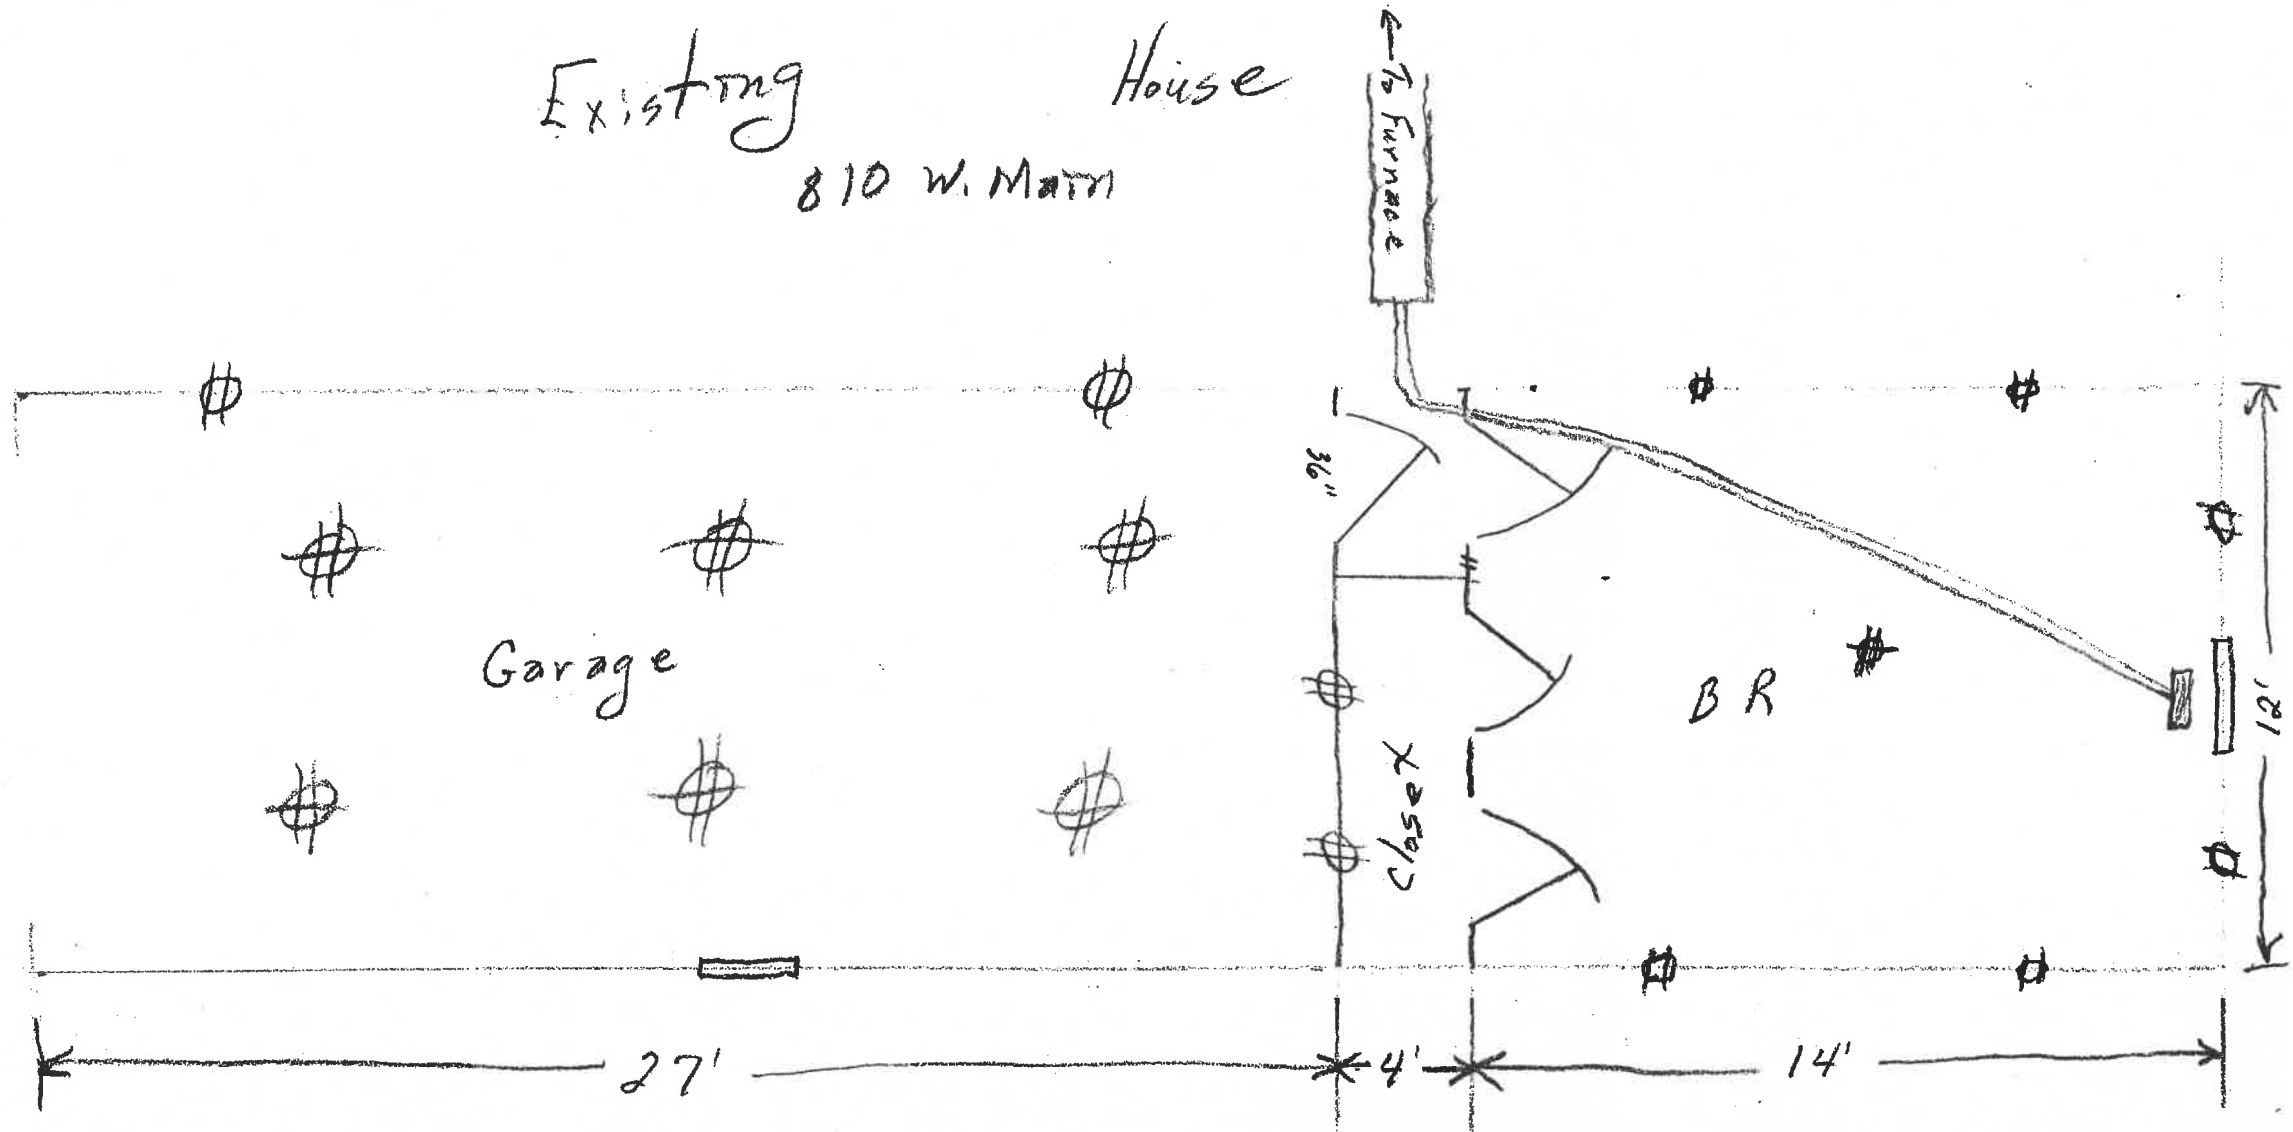 Existing House
810 W. Main
To Furnace
36"
Garage
BR
Closet
12'
27'
4'
14'